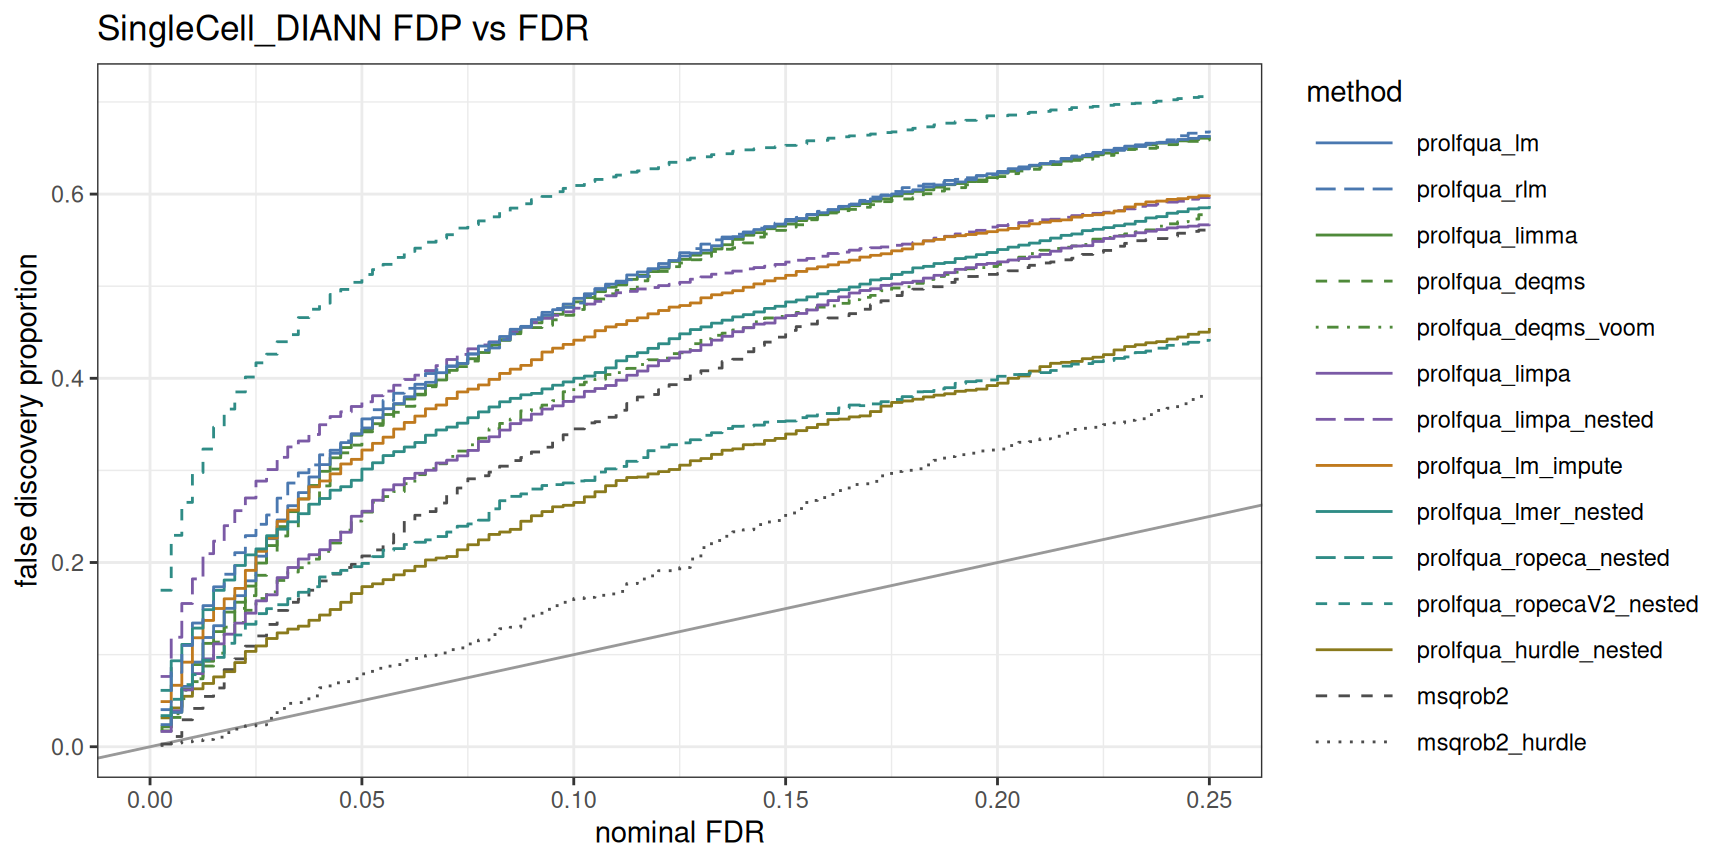 SingleCell_DIANN FDP vs FDR
false discovery proportion
0.6
0.4
0.2
0.0
0.00
0.05
0.10
0.15
0.20
0.25
nominal FDR
method
prolfqua_lm
prolfqua_rlm
prolfqua_limma
prolfqua_deqms
prolfqua_deqms_voom
prolfqua_limpa
prolfqua_limpa_nested
prolfqua_lm_impute
prolfqua_lmer_nested
prolfqua_ropeca_nested
prolfqua_ropecaV2_nested
prolfqua_hurdle_nested
msqrob2
msqrob2_hurdle